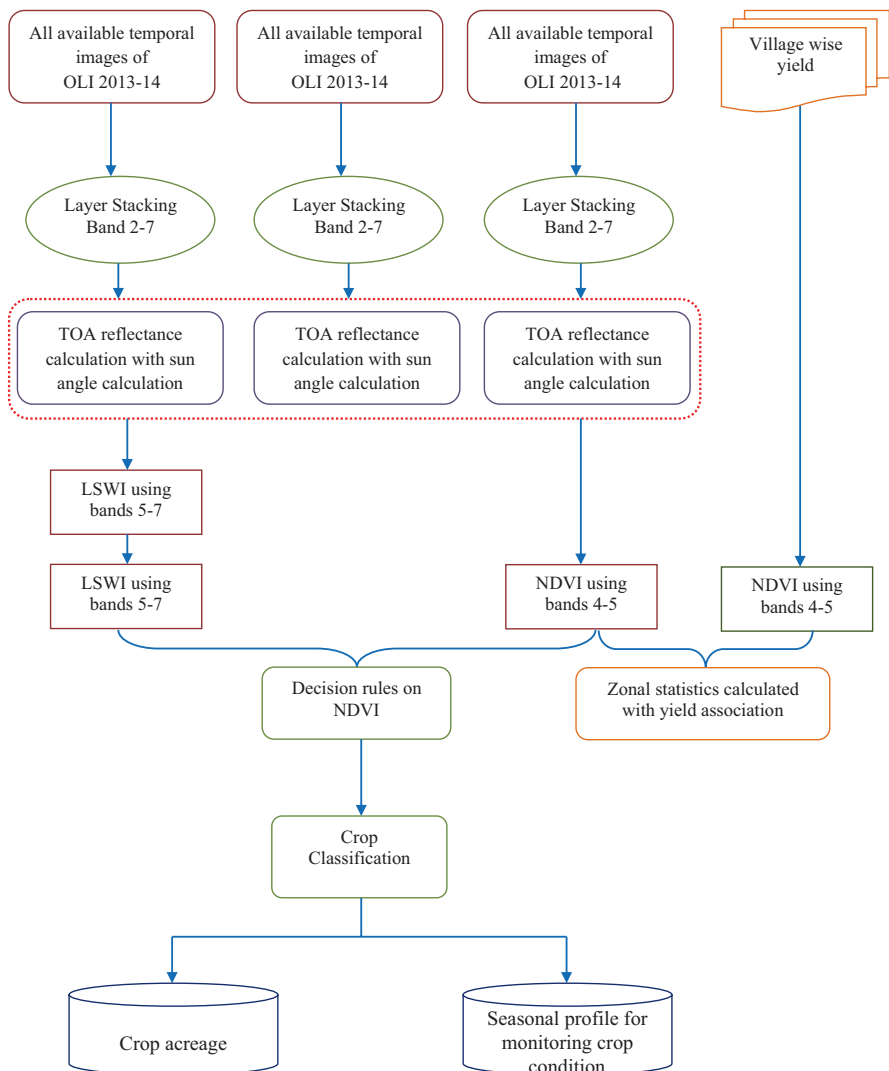 All available temporal
images of
OLI 2013-14
All available temporal
images of
OLI 2013-14
All available temporal
images of
OLI 2013-14
Village wise
yield
Layer Stacking
Band 2-7
Layer Stacking
Band 2-7
Layer Stacking
Band 2-7
TOA reflectance
calculation with sun
angle calculation
TOA reflectance
calculation with sun
angle calculation
TOA reflectance
calculation with sun
angle calculation
LSWI using
bands 5-7
LSWI using
bands 5-7
NDVI using
bands 4-5
NDVI using
bands 4-5
Decision rules on
NDVI
Zonal statistics calculated
with yield association
Crop
Classification
Crop acreage
Seasonal profile for
monitoring crop
condition